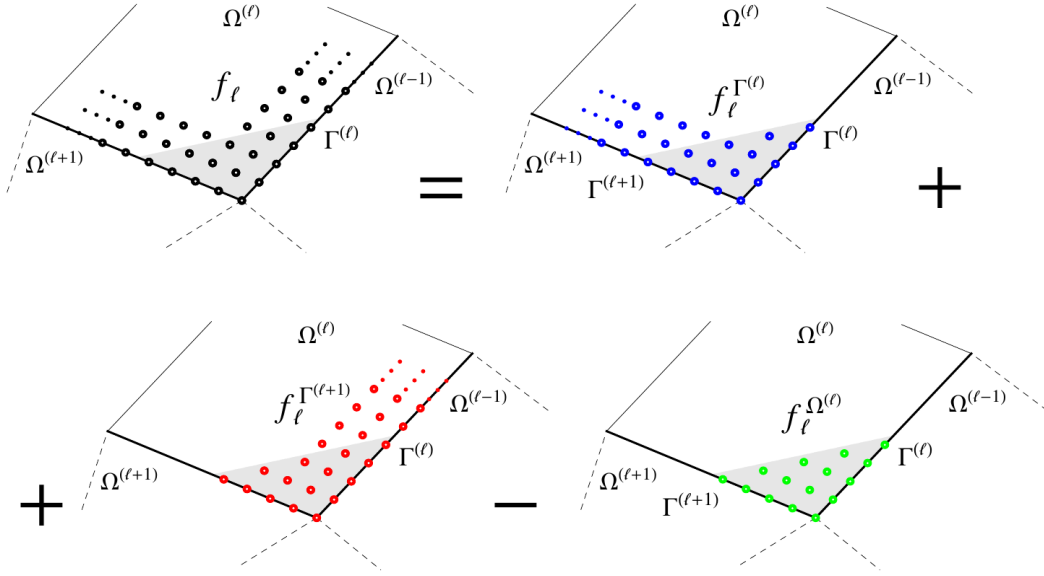 Ω^(ℓ) Ω^(ℓ)
f_ℓ f_ℓ^Γ^(ℓ)
Ω^(ℓ-1) Ω^(ℓ-1)
Ω^(ℓ+1) Γ^(ℓ) Ω^(ℓ+1) Γ^(ℓ)
= Γ^(ℓ+1) +
Ω^(ℓ) Ω^(ℓ)
f_ℓ^Γ^(ℓ+1) Ω^(ℓ-1) f_ℓ^Ω^(ℓ) Ω^(ℓ-1)
Ω^(ℓ+1) Γ^(ℓ) Ω^(ℓ+1) Γ^(ℓ)
+ − Γ^(ℓ+1)